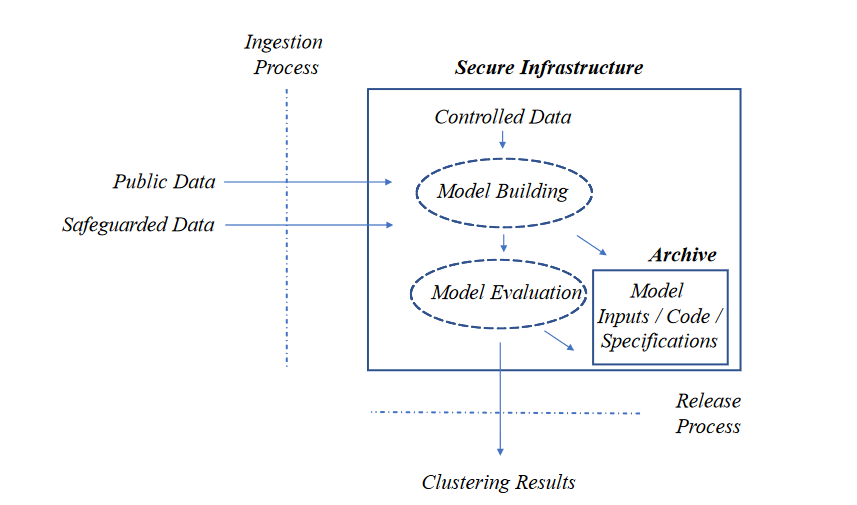 Ingestion
Process
Secure Infrastructure
Controlled Data
Public Data
Model Building
Safeguarded Data
Archive
Model Evaluation
Model
Inputs / Code /
Specifications
Release
Process
Clustering Results